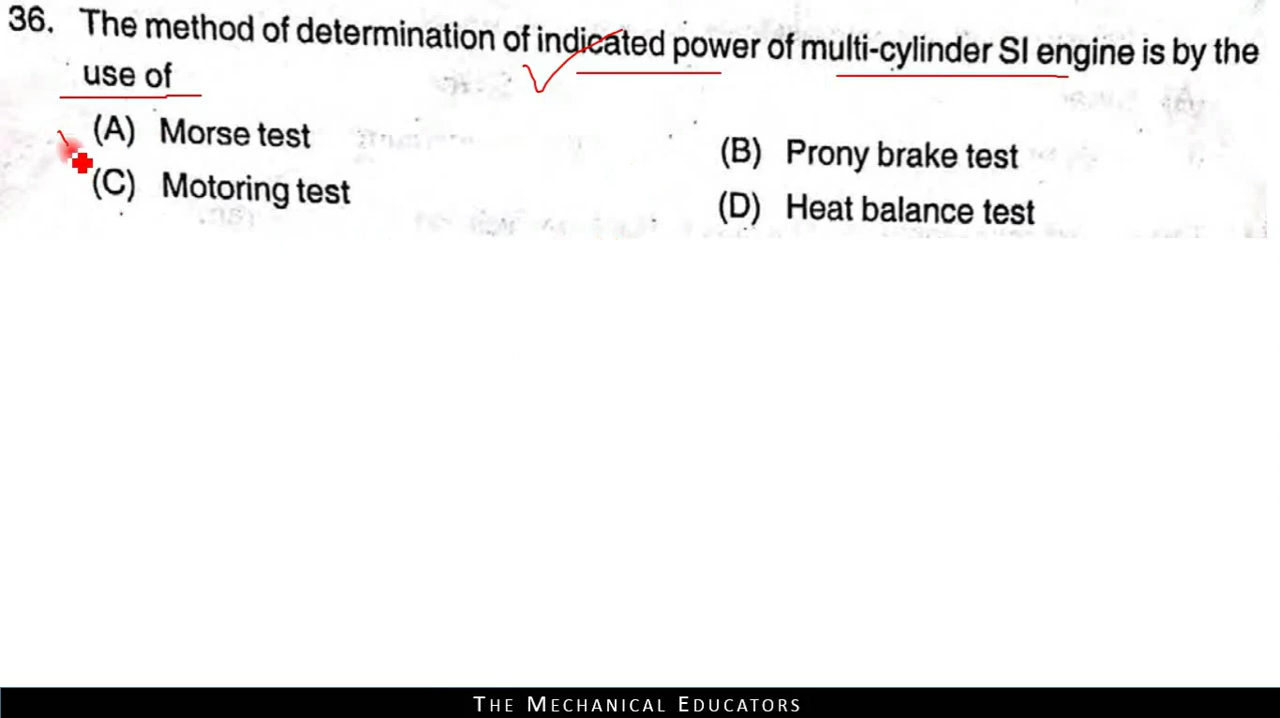 36. The method of determination of indicated power of multi-cylinder SI engine is by the
use of
(A) Morse test
(B) Prony brake test
(C) Motoring test
(D) Heat balance test
THE MECHANICAL EDUCATORS